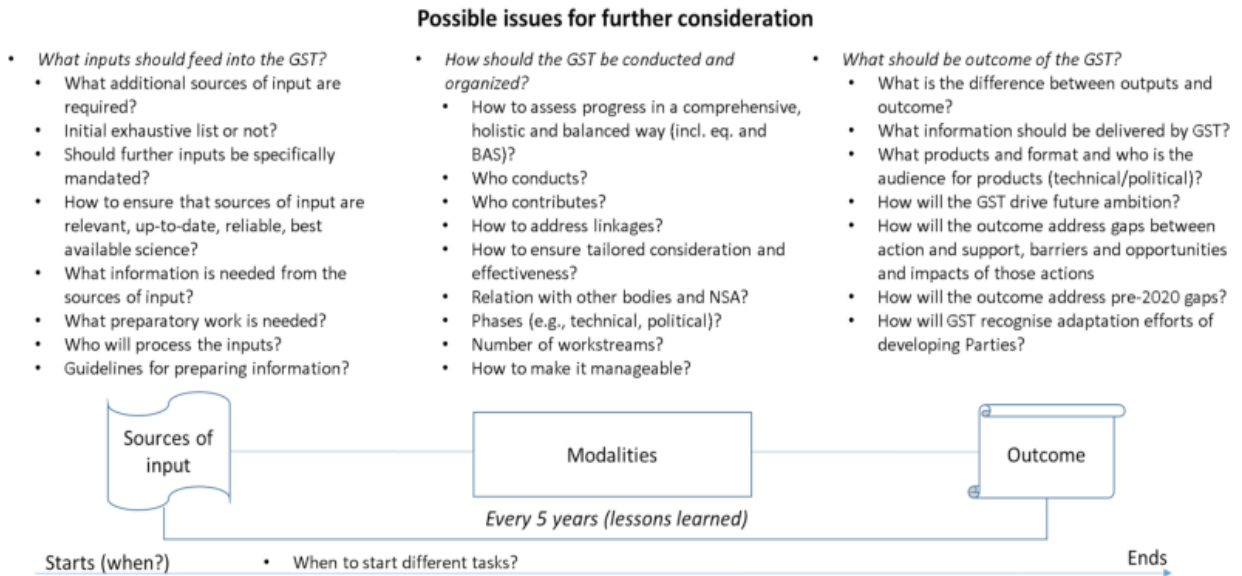 Possible issues for further consideration
• What inputs should feed into the GST?
• What additional sources of input are
required?
• Initial exhaustive list or not?
• Should further inputs be specifically
mandated?
• How to ensure that sources of input are
relevant, up-to-date, reliable, best
available science?
• What information is needed from the
sources of input?
• What preparatory work is needed?
• Who will process the inputs?
• Guidelines for preparing information?
• How should the GST be conducted and
organized?
• How to assess progress in a comprehensive,
holistic and balanced way (incl. eq. and
BAS)?
• Who conducts?
• Who contributes?
• How to address linkages?
• How to ensure tailored consideration and
effectiveness?
• Relation with other bodies and NSA?
• Phases (e.g., technical, political)?
• Number of workstreams?
• How to make it manageable?
• What should be outcome of the GST?
• What is the difference between outputs and
outcome?
• What information should be delivered by GST?
• What products and format and who is the
audience for products (technical/political)?
• How will the GST drive future ambition?
• How will the outcome address gaps between
action and support, barriers and opportunities
and impacts of those actions
• How will the outcome address pre-2020 gaps?
• How will GST recognise adaptation efforts of
developing Parties?
Sources of
input
Modalities
Outcome
Every 5 years (lessons learned)
Starts (when?)
• When to start different tasks?
Ends